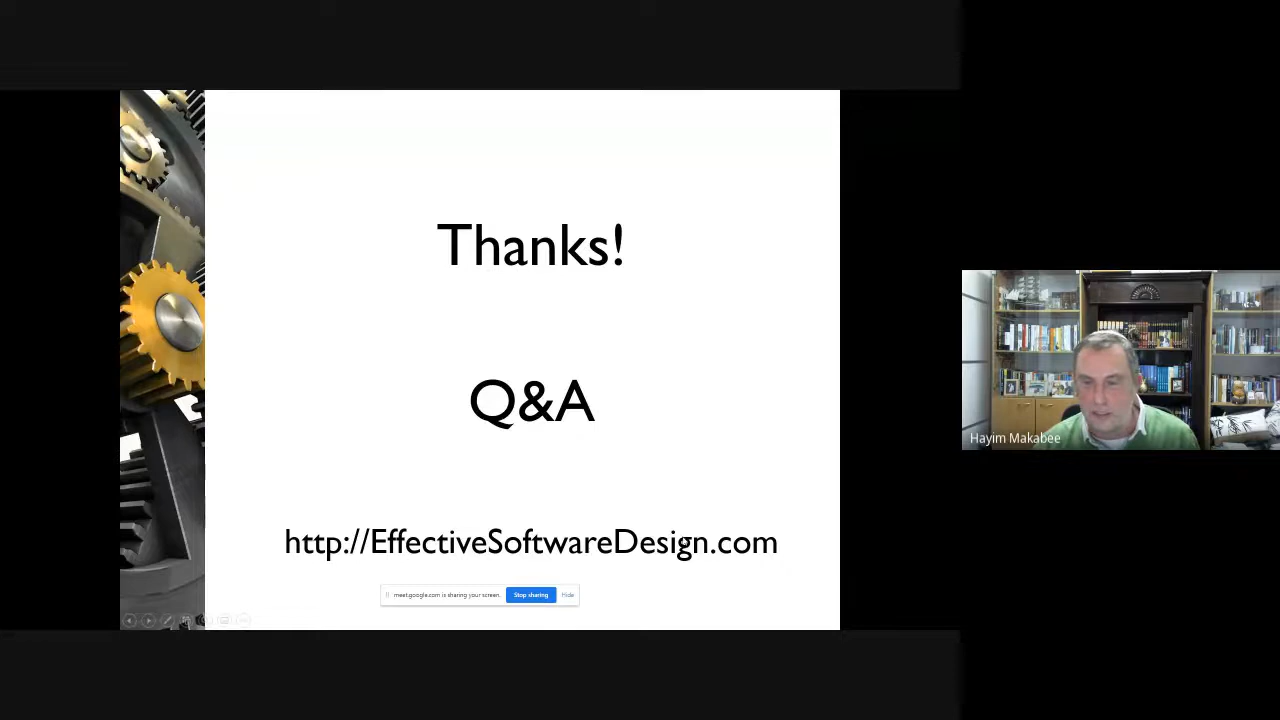 Thanks!
Q&A
http://EffectiveSoftwareDesign.com
meet.google.com is sharing your screen. Stop sharing Hide
Hayim Makabee